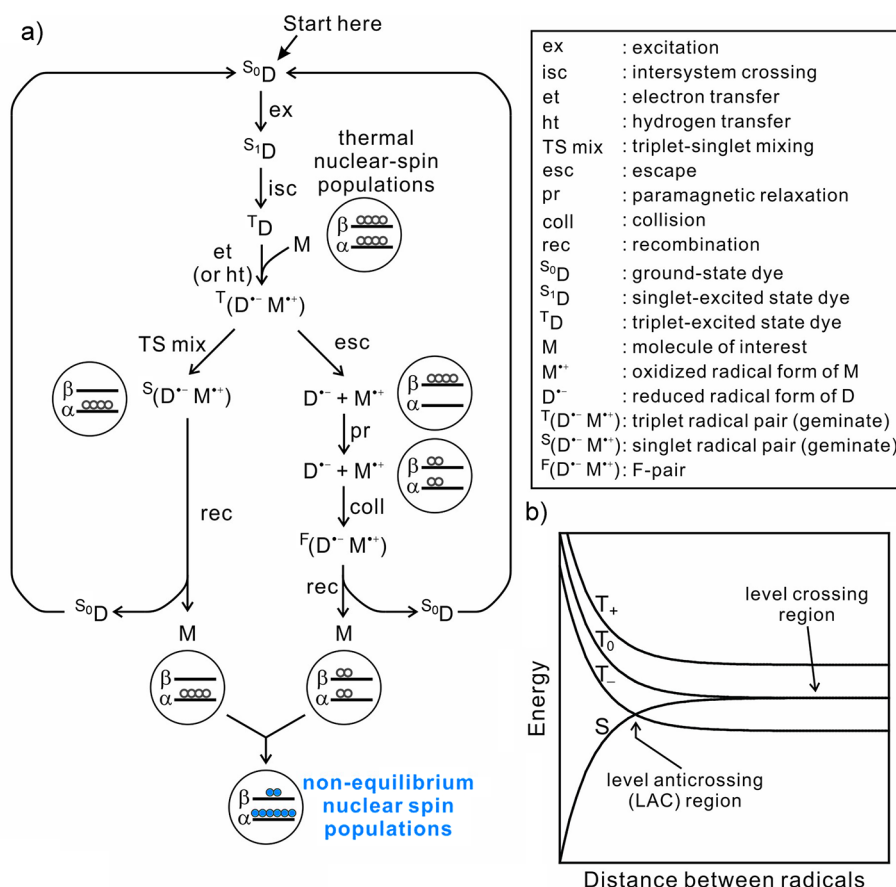 a)
Start here
S₀D
ex
S₁D
thermal
nuclear-spin
populations
isc
ᵀD
β
α
et
(or ht)
M
ᵀ(D•− M•+)
TS mix
esc
β
α
ˢ(D•− M•+)
D•− + M•+
β
α
pr
D•− + M•+
β
α
coll
ꟳ(D•− M•+)
rec
rec
S₀D
S₀D
M
M
β
α
β
α
β
α
non-equilibrium
nuclear spin
populations
ex : excitation
isc : intersystem crossing
et : electron transfer
ht : hydrogen transfer
TS mix : triplet-singlet mixing
esc : escape
pr : paramagnetic relaxation
coll : collision
rec : recombination
S₀D : ground-state dye
S₁D : singlet-excited state dye
ᵀD : triplet-excited state dye
M : molecule of interest
M•+ : oxidized radical form of M
D•− : reduced radical form of D
ᵀ(D•− M•+): triplet radical pair (geminate)
ˢ(D•− M•+): singlet radical pair (geminate)
ꟳ(D•− M•+): F-pair
b)
Energy
T₊
T₀
T₋
S
level crossing
region
level anticrossing
(LAC) region
Distance between radicals